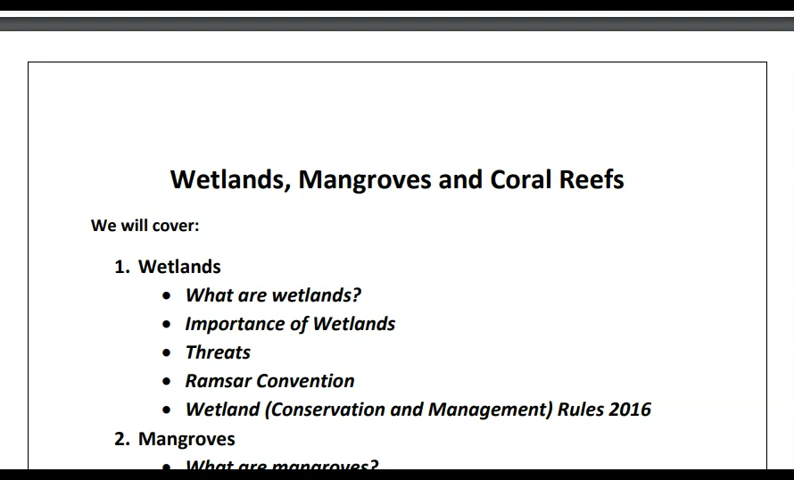 Wetlands, Mangroves and Coral Reefs
We will cover:
1. Wetlands
• What are wetlands?
• Importance of Wetlands
• Threats
• Ramsar Convention
• Wetland (Conservation and Management) Rules 2016
2. Mangroves
• What are mangroves?